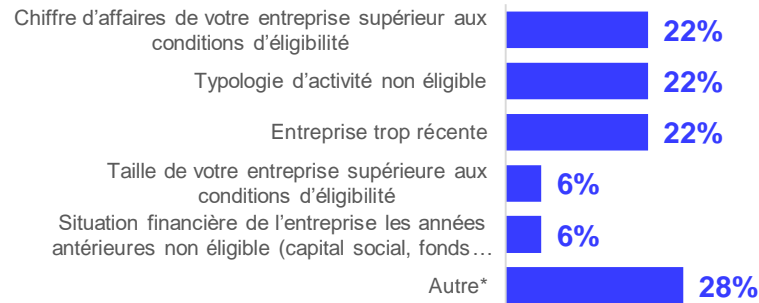 Chiffre d’affaires de votre entreprise supérieur aux
conditions d’éligibilité
22%
Typologie d’activité non éligible
22%
Entreprise trop récente
22%
Taille de votre entreprise supérieure aux
conditions d’éligibilité
6%
Situation financière de l’entreprise les années
antérieures non éligible (capital social, fonds…
6%
Autre*
28%